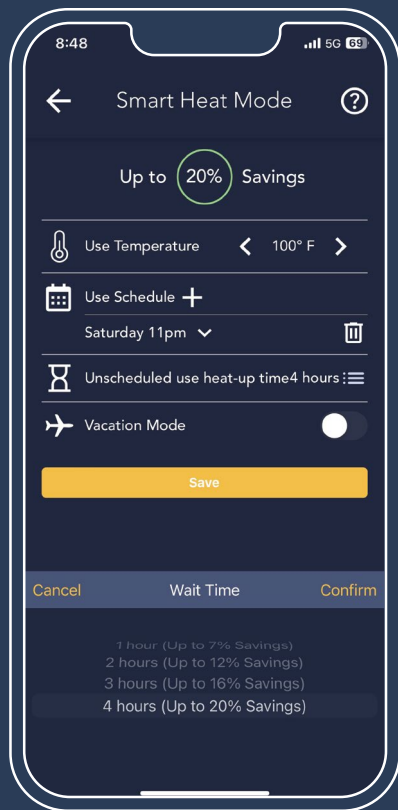 8:48 5G 69
Smart Heat Mode ?
Up to 20% Savings
Use Temperature 100° F
Use Schedule +
Saturday 11pm
Unscheduled use heat-up time4 hours
Vacation Mode
Save
Cancel Wait Time Confirm
1 hour (Up to 7% Savings)
2 hours (Up to 12% Savings)
3 hours (Up to 16% Savings)
4 hours (Up to 20% Savings)